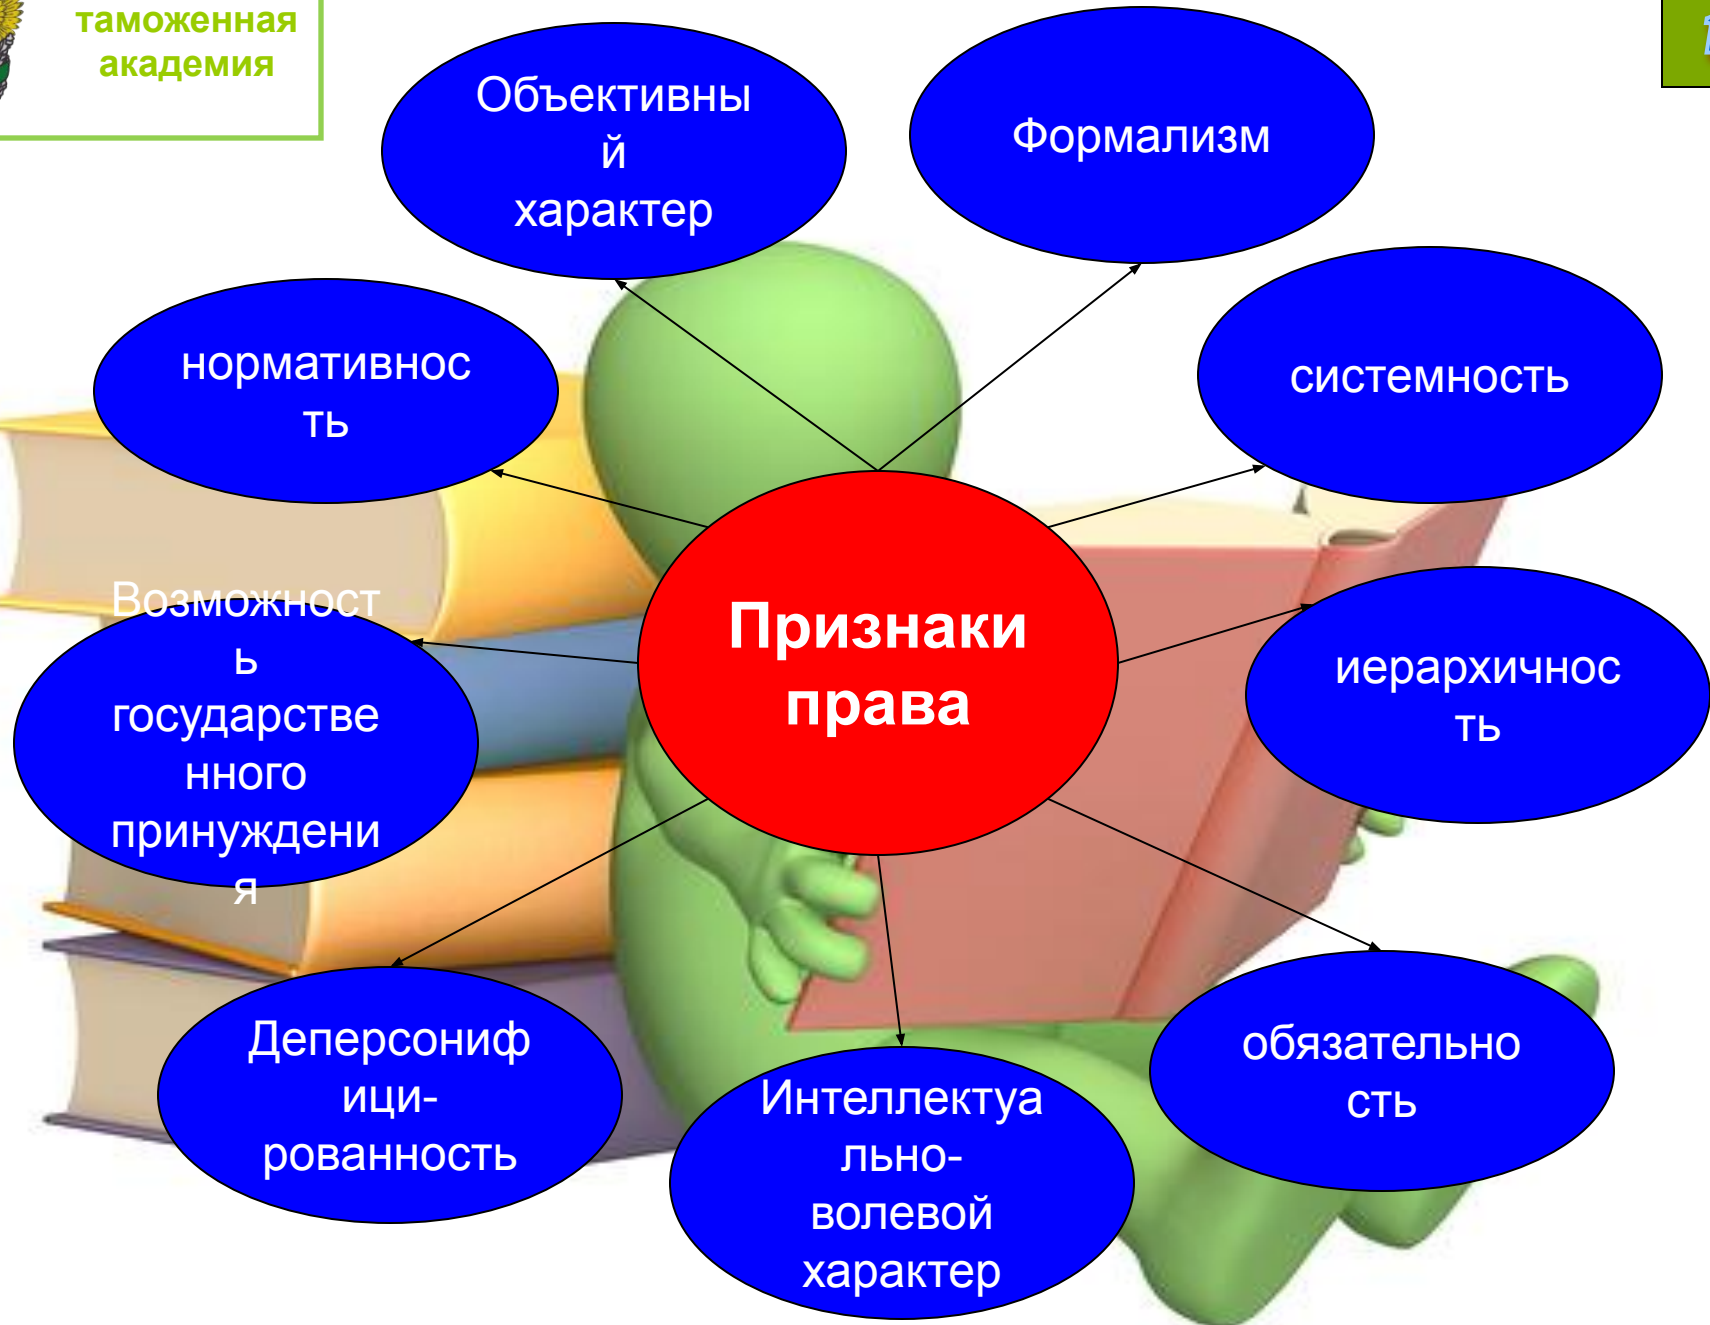 таможенная
академия
Объективны
й
характер
Формализм
нормативнос
ть
системность
Возможност
ь
государстве
нного
принуждени
я
Признаки
права
иерархичнос
ть
Деперсониф
ици-
рованность
Интеллектуа
льно-
волевой
характер
обязательно
сть